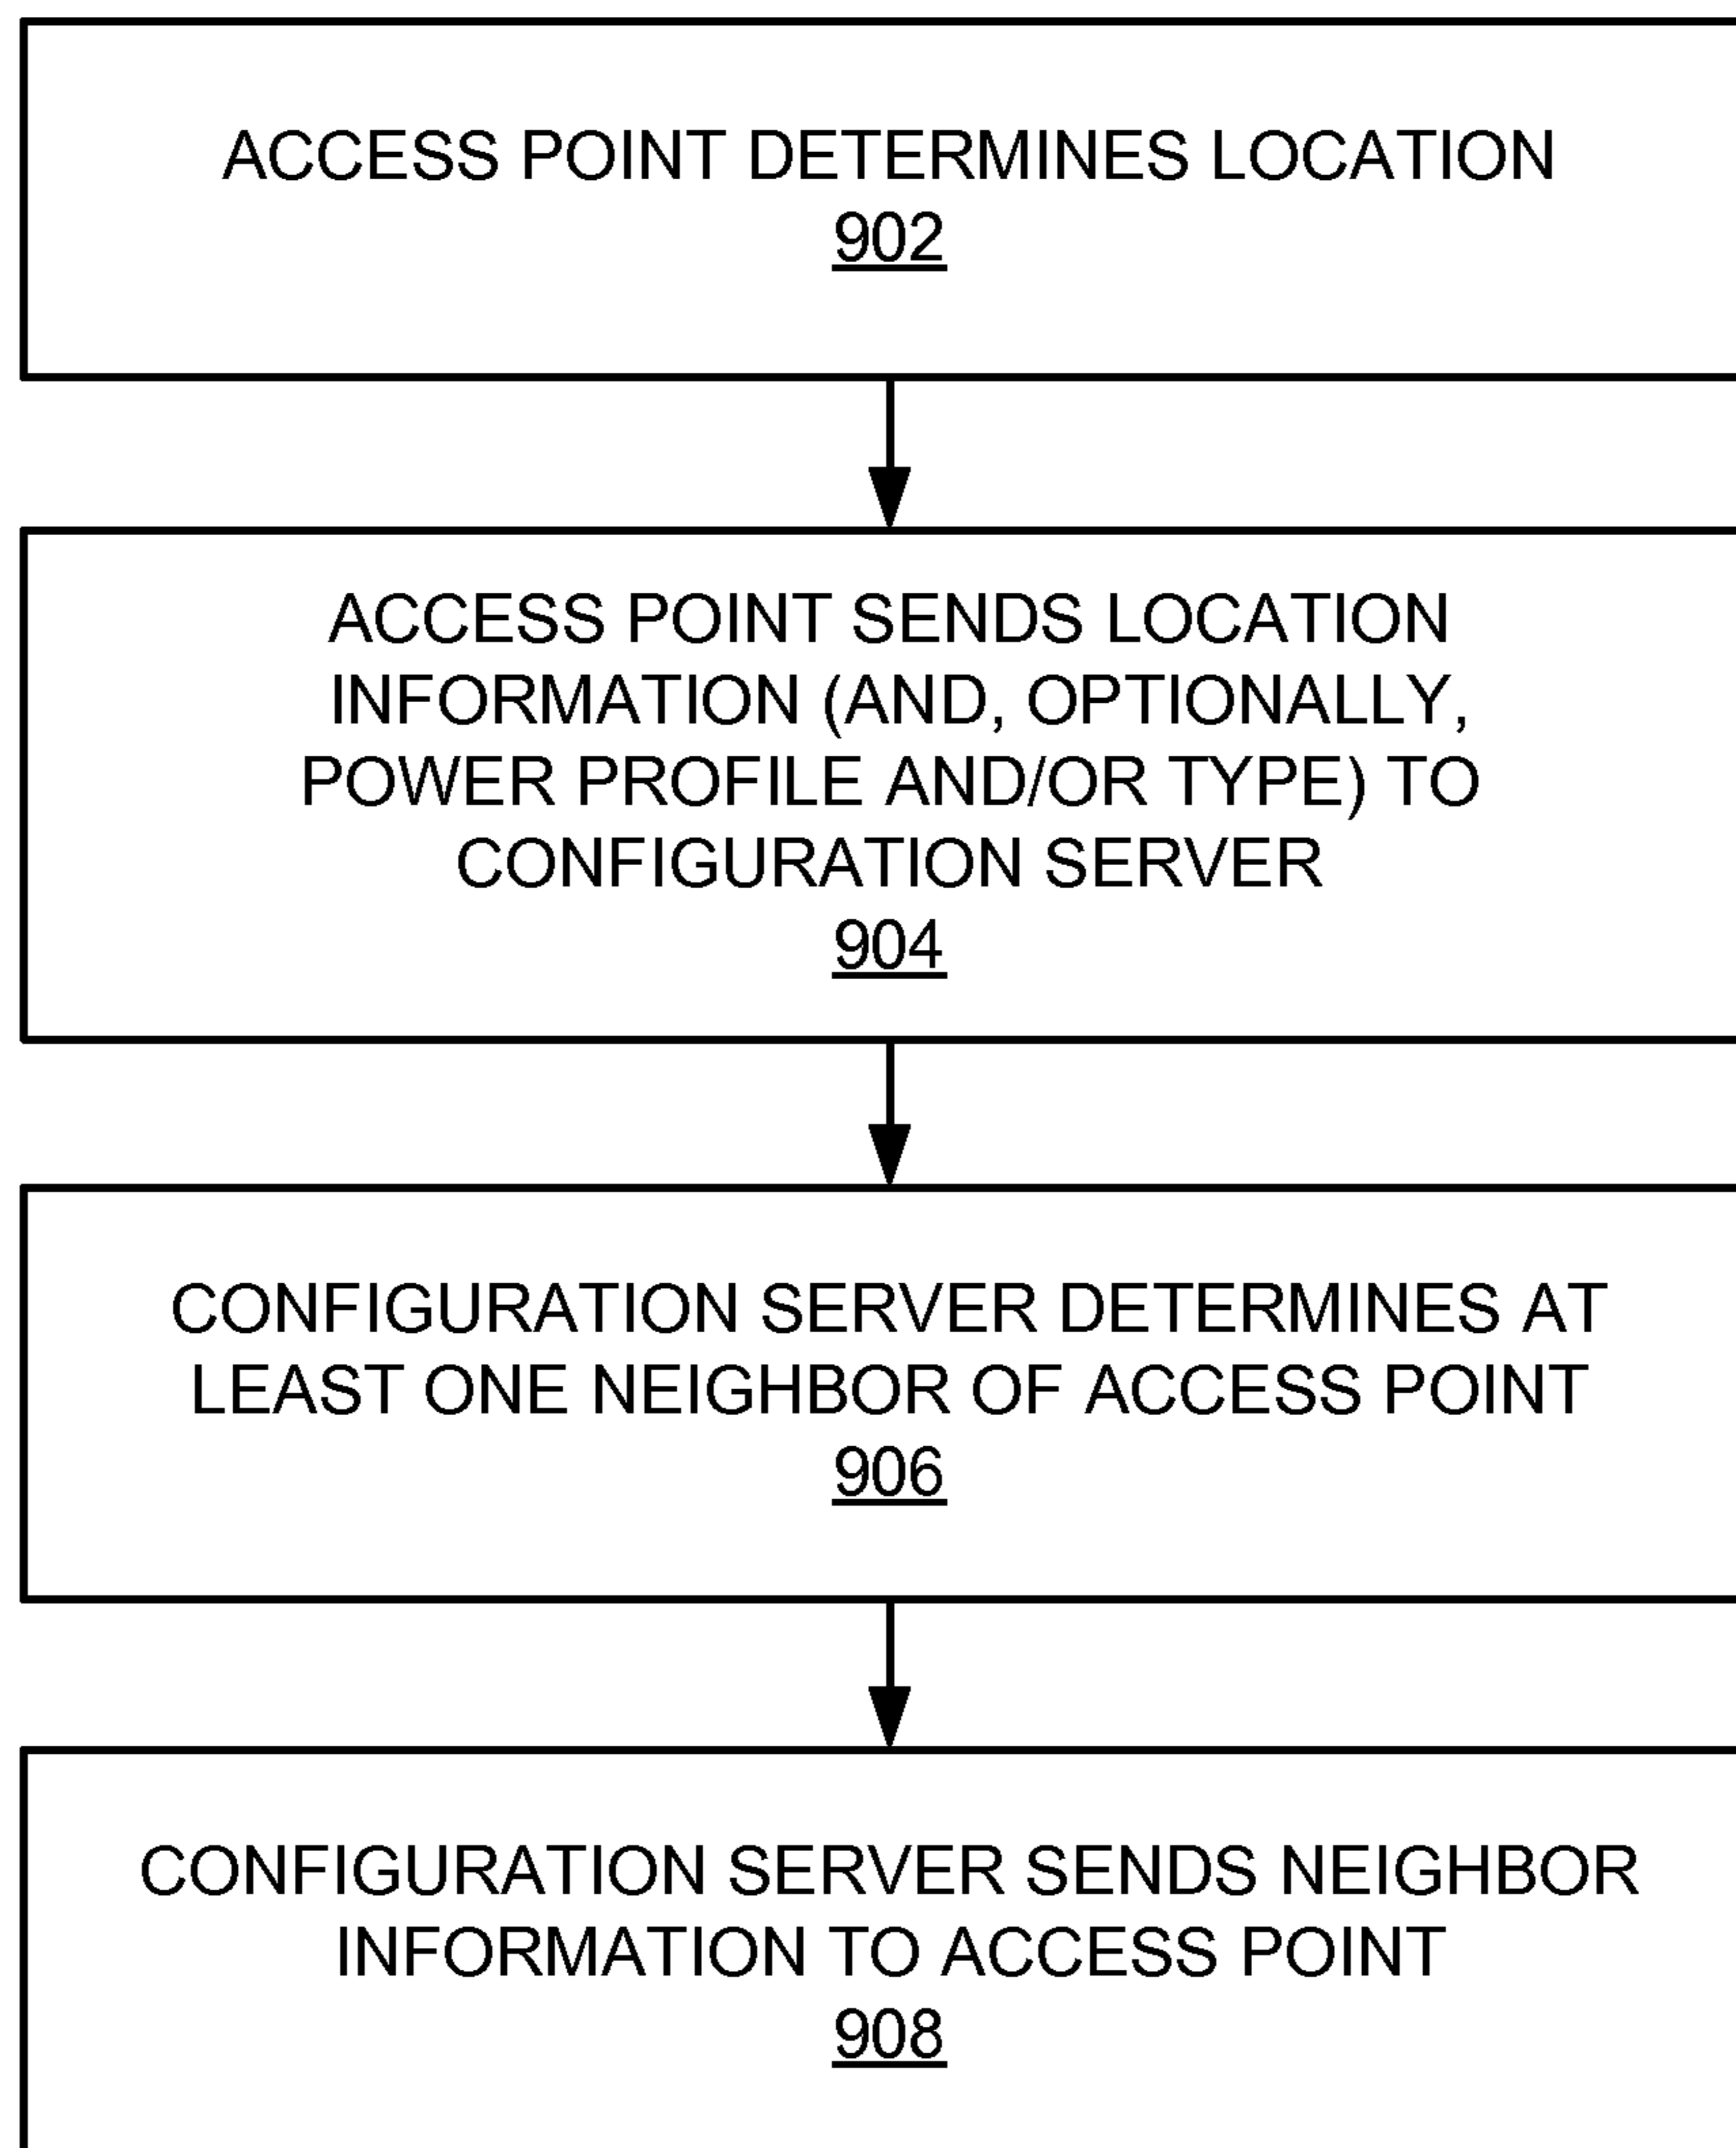 ACCESS POINT DETERMINES LOCATION
902
ACCESS POINT SENDS LOCATION
INFORMATION (AND, OPTIONALLY,
POWER PROFILE AND/OR TYPE) TO
CONFIGURATION SERVER
904
CONFIGURATION SERVER DETERMINES AT
LEAST ONE NEIGHBOR OF ACCESS POINT
906
CONFIGURATION SERVER SENDS NEIGHBOR
INFORMATION TO ACCESS POINT
908